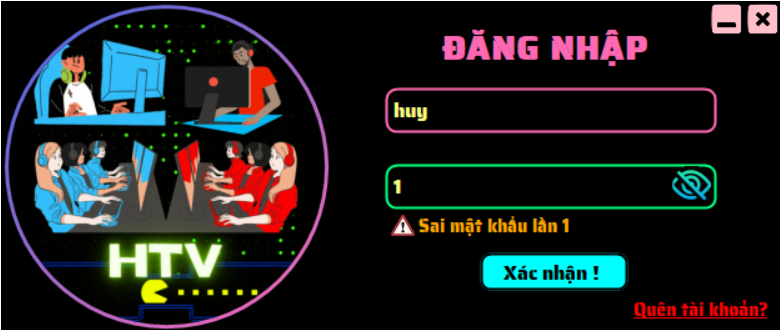 ĐĂNG NHẬP
huy
1
Sai mật khẩu lần 1
HTV
Xác nhận !
Quên tài khoản?